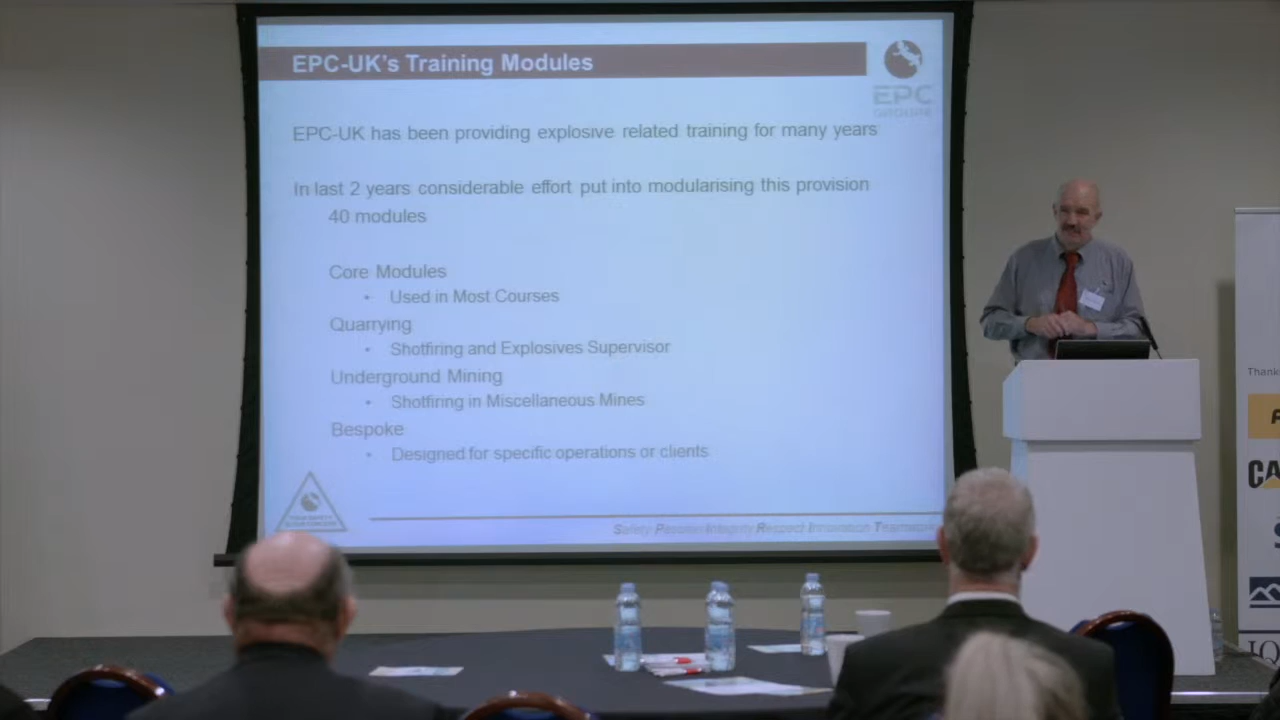 EPC-UK's Training Modules
EPC
GROUPE
EPC-UK has been providing explosive related training for many years
In last 2 years considerable effort put into modularising this provision
40 modules
Core Modules
• Used in Most Courses
Quarrying
• Shotfiring and Explosives Supervisor
Underground Mining
• Shotfiring in Miscellaneous Mines
Bespoke
• Designed for specific operations or clients
Safety Passion Integrity Respect Innovation Teamwork
Thank
CA
IQ